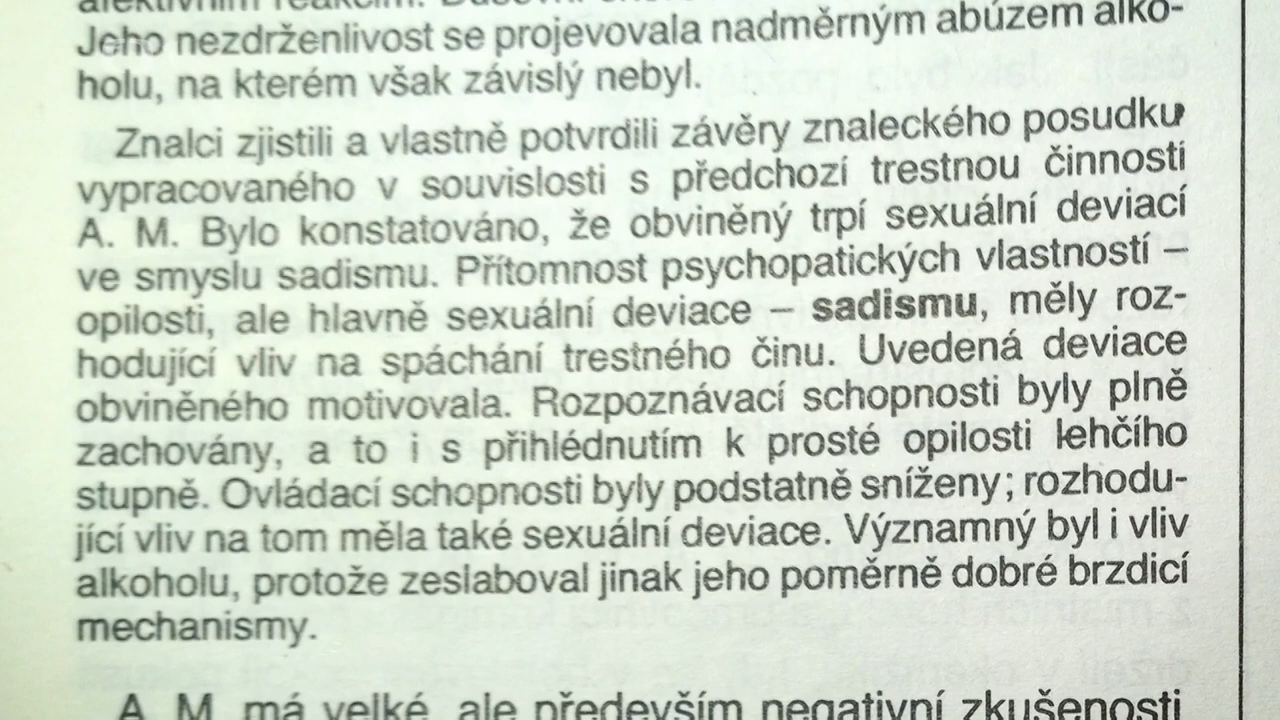 afektivním reakcím. Duševní
Jeho nezdrženlivost se projevovala nadměrným abúzem alko-
holu, na kterém však závislý nebyl.
Znalci zjistili a vlastně potvrdili závěry znaleckého posudku
vypracovaného v souvislosti s předchozí trestnou činností
A. M. Bylo konstatováno, že obviněný trpí sexuální deviací
ve smyslu sadismu. Přítomnost psychopatických vlastností –
opilosti, ale hlavně sexuální deviace – sadismu, měly roz-
hodující vliv na spáchání trestného činu. Uvedená deviace
obviněného motivovala. Rozpoznávací schopnosti byly plně
zachovány, a to i s přihlédnutím k prosté opilosti lehčího
stupně. Ovládací schopnosti byly podstatně sníženy; rozhodu-
jící vliv na tom měla také sexuální deviace. Významný byl i vliv
alkoholu, protože zeslaboval jinak jeho poměrně dobré brzdicí
mechanismy.
A. M. má velké, ale především negativní zkušenosti